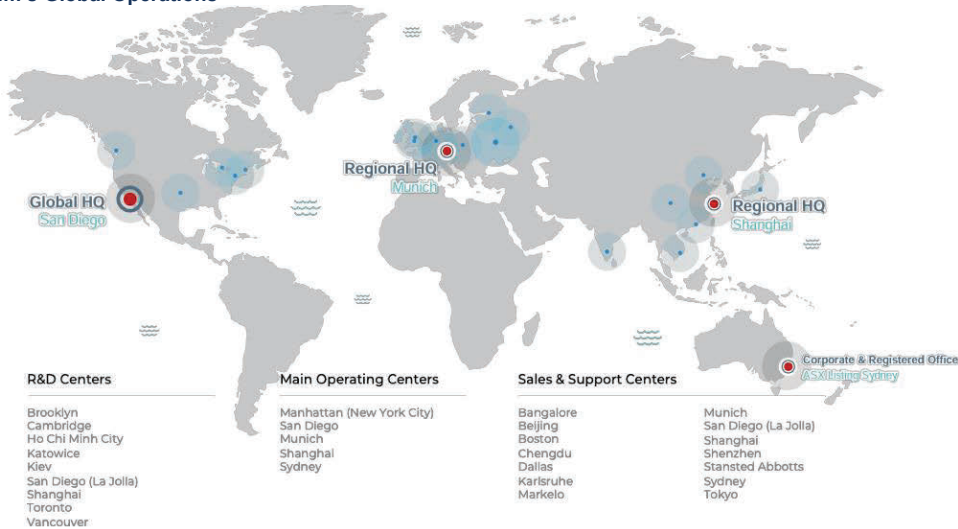 Global Operations
Global HQ
San Diego
Regional HQ
Munich
Regional HQ
Shanghai
Corporate & Registered Office
ASX Listing Sydney
R&D Centers
Brooklyn
Cambridge
Ho Chi Minh City
Katowice
Kiev
San Diego (La Jolla)
Shanghai
Toronto
Vancouver
Main Operating Centers
Manhattan (New York City)
San Diego
Munich
Shanghai
Sydney
Sales & Support Centers
Bangalore
Beijing
Boston
Chengdu
Dallas
Karlsruhe
Markelo
Munich
San Diego (La Jolla)
Shanghai
Shenzhen
Stansted Abbotts
Sydney
Tokyo